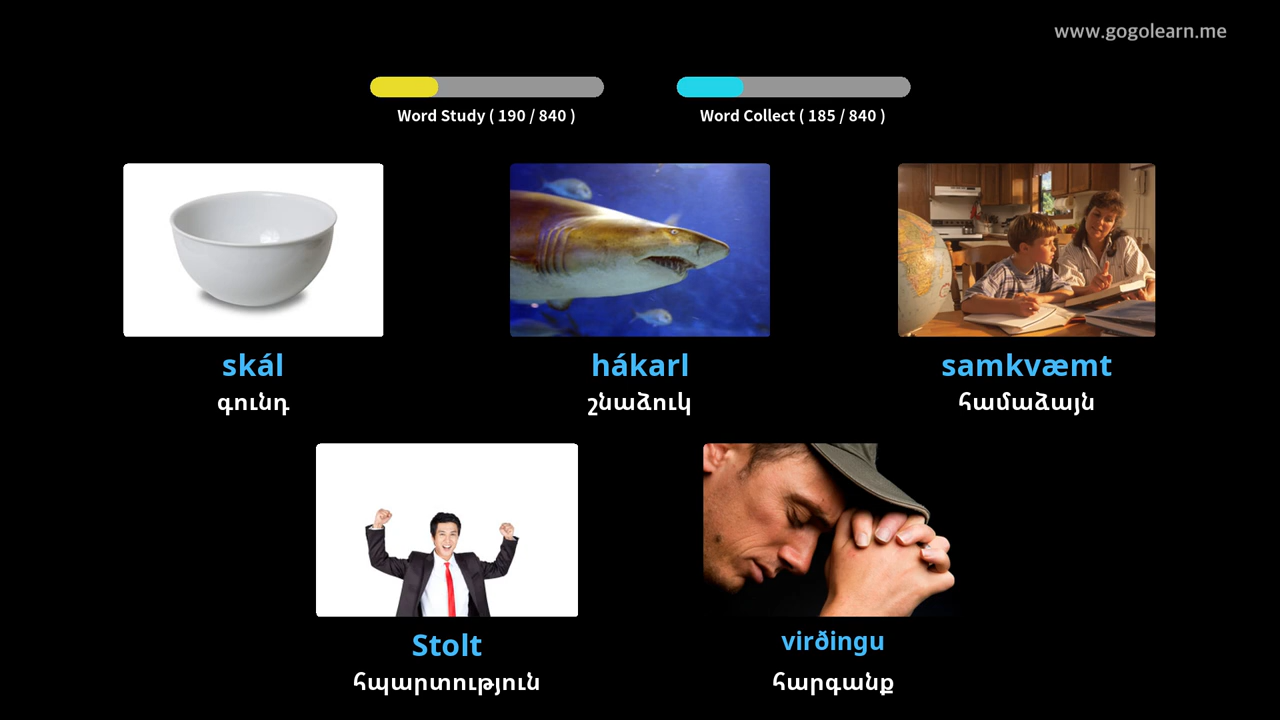 www.gogolearn.me
Word Study ( 190 / 840 )
Word Collect ( 185 / 840 )
skál
hákarl
samkvæmt
գունդ
շնաձուկ
համաձայն
Stolt
virðingu
հպարտություն
հարգանք